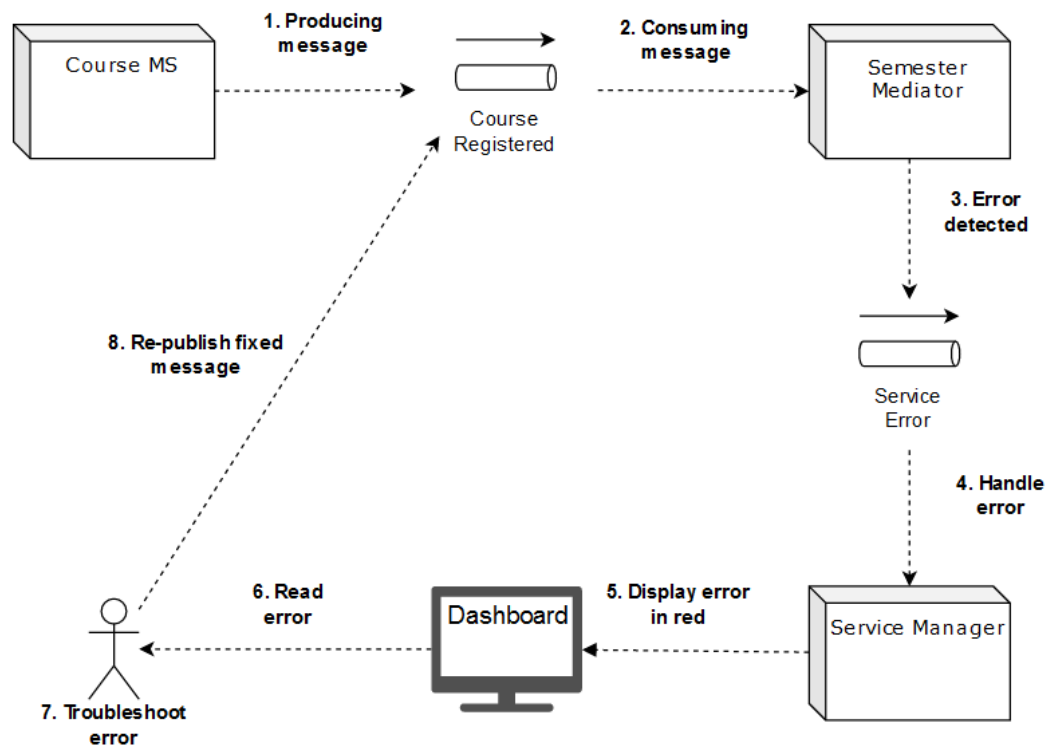 1. Producing
message
2. Consuming
message
Course MS
Semester
Mediator
Course
Registered
3. Error
detected
8. Re-publish fixed
message
Service
Error
4. Handle
error
6. Read
error
Dashboard
5. Display error
in red
Service Manager
7. Troubleshoot
error